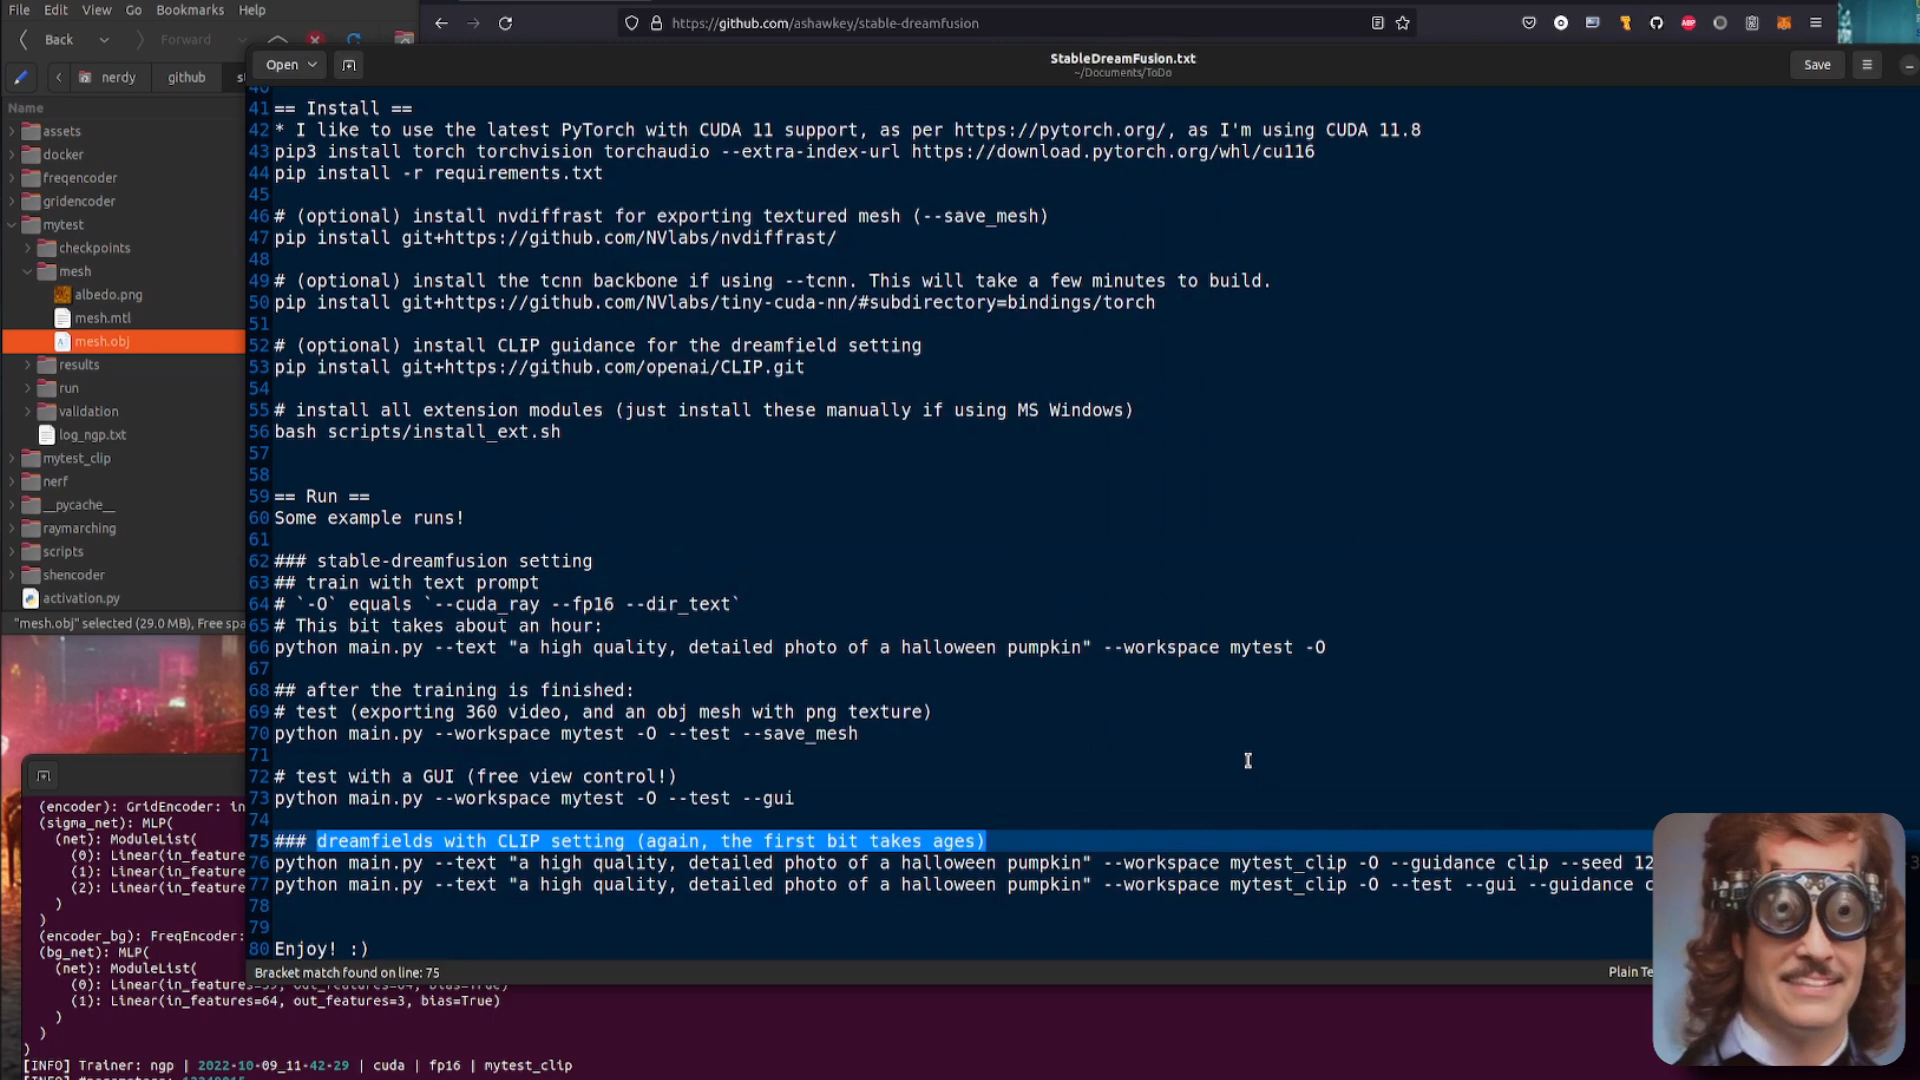 File Edit View Go Bookmarks Help
Back Forward
https://github.com/ashawkey/stable-dreamfusion
Open
StableDreamFusion.txt
~/Documents/ToDo
Save
nerdy github
Name
assets
docker
freqencoder
gridencoder
mytest
checkpoints
mesh
albedo.png
mesh.mtl
mesh.obj
results
run
validation
log_ngp.txt
mytest_clip
nerf
__pycache__
raymarching
scripts
shencoder
activation.py
"mesh.obj" selected (29.0 MB), Free spa
40
41 == Install ==
42 * I like to use the latest PyTorch with CUDA 11 support, as per https://pytorch.org/, as I'm using CUDA 11.8
43 pip3 install torch torchvision torchaudio --extra-index-url https://download.pytorch.org/whl/cu116
44 pip install -r requirements.txt
45
46 # (optional) install nvdiffrast for exporting textured mesh (--save_mesh)
47 pip install git+https://github.com/NVlabs/nvdiffrast/
48
49 # (optional) install the tcnn backbone if using --tcnn. This will take a few minutes to build.
50 pip install git+https://github.com/NVlabs/tiny-cuda-nn/#subdirectory=bindings/torch
51
52 # (optional) install CLIP guidance for the dreamfield setting
53 pip install git+https://github.com/openai/CLIP.git
54
55 # install all extension modules (just install these manually if using MS Windows)
56 bash scripts/install_ext.sh
57
58
59 == Run ==
60 Some example runs!
61
62 ### stable-dreamfusion setting
63 ## train with text prompt
64 # `-O` equals `--cuda_ray --fp16 --dir_text`
65 # This bit takes about an hour:
66 python main.py --text "a high quality, detailed photo of a halloween pumpkin" --workspace mytest -O
67
68 ## after the training is finished:
69 # test (exporting 360 video, and an obj mesh with png texture)
70 python main.py --workspace mytest -O --test --save_mesh
71
72 # test with a GUI (free view control!)
73 python main.py --workspace mytest -O --test --gui
74
75 ### dreamfields with CLIP setting (again, the first bit takes ages)
76 python main.py --text "a high quality, detailed photo of a halloween pumpkin" --workspace mytest_clip -O --guidance clip --seed 12
77 python main.py --text "a high quality, detailed photo of a halloween pumpkin" --workspace mytest_clip -O --test --gui --guidance c
78
79
80 Enjoy! :)
Bracket match found on line: 75
Plain Te
(encoder): GridEncoder: in
(sigma_net): MLP(
(net): ModuleList(
(0): Linear(in_feature
(1): Linear(in_feature
(2): Linear(in_feature
)
)
(encoder_bg): FreqEncoder:
(bg_net): MLP(
(net): ModuleList(
(0): Linear(in_features=39, out_features=64, bias=True)
(1): Linear(in_features=64, out_features=3, bias=True)
)
)
)
[INFO] Trainer: ngp | 2022-10-09_11-42-29 | cuda | fp16 | mytest_clip